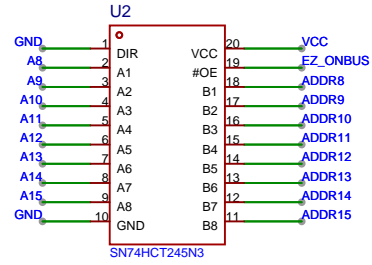 U2
GND 1 DIR VCC 20 VCC
A8 2 A1 #OE 19 EZ_ONBUS
A9 3 A2 B1 18 ADDR8
A10 4 A3 B2 17 ADDR9
A11 5 A4 B3 16 ADDR10
A12 6 A5 B4 15 ADDR11
A13 7 A6 B5 14 ADDR12
A14 8 A7 B6 13 ADDR13
A15 9 A8 B7 12 ADDR14
GND 10 GND B8 11 ADDR15
SN74HCT245N3